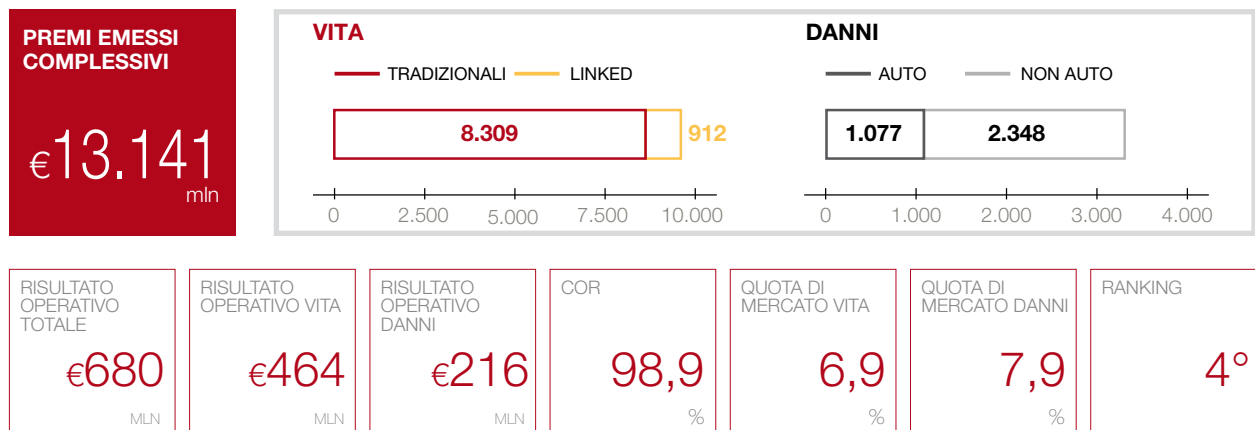 PREMI EMESSI
COMPLESSIVI
€13.141
mln
VITA
TRADIZIONALI
LINKED
8.309
912
0
2.500
5.000
7.500
10.000
DANNI
AUTO
NON AUTO
1.077
2.348
0
1.000
2.000
3.000
4.000
RISULTATO
OPERATIVO
TOTALE
€680
MLN
RISULTATO
OPERATIVO VITA
€464
MLN
RISULTATO
OPERATIVO
DANNI
€216
MLN
COR
98,9
%
QUOTA DI
MERCATO VITA
6,9
%
QUOTA DI
MERCATO DANNI
7,9
%
RANKING
4°